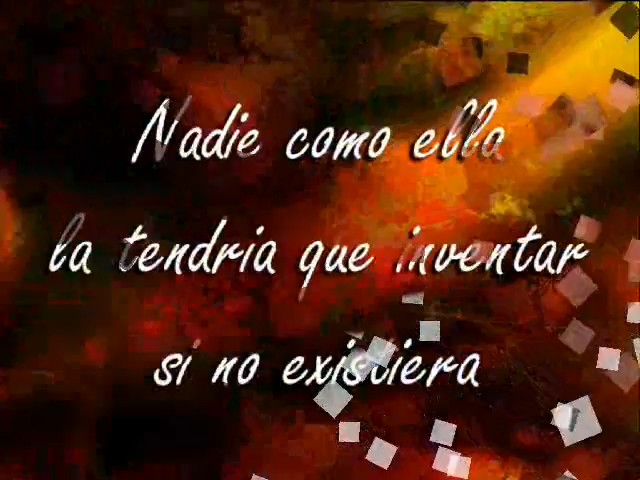 Nadie como ella
la tendria que inventar
si no existiera